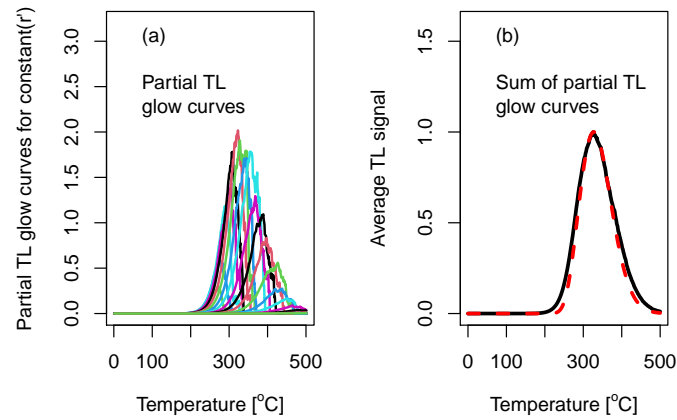 Partial TL glow curves for constant(r')
3.0
2.5
2.0
1.5
1.0
0.5
0.0
(a)
Partial TL
glow curves
0 100 300 500
Temperature [°C]
Average TL signal
1.5
1.0
0.5
0.0
(b)
Sum of partial TL
glow curves
0 100 300 500
Temperature [°C]